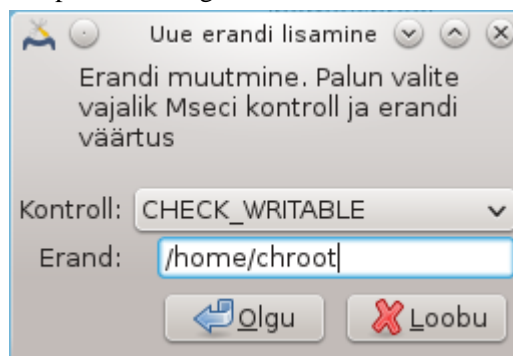 Uue erandi lisamine
Erandi muutmine. Palun valite
vajalik Mseci kontroll ja erandi
väärtus
Kontroll: CHECK_WRITABLE
Erand: /home/chroot
Olgu Loobu